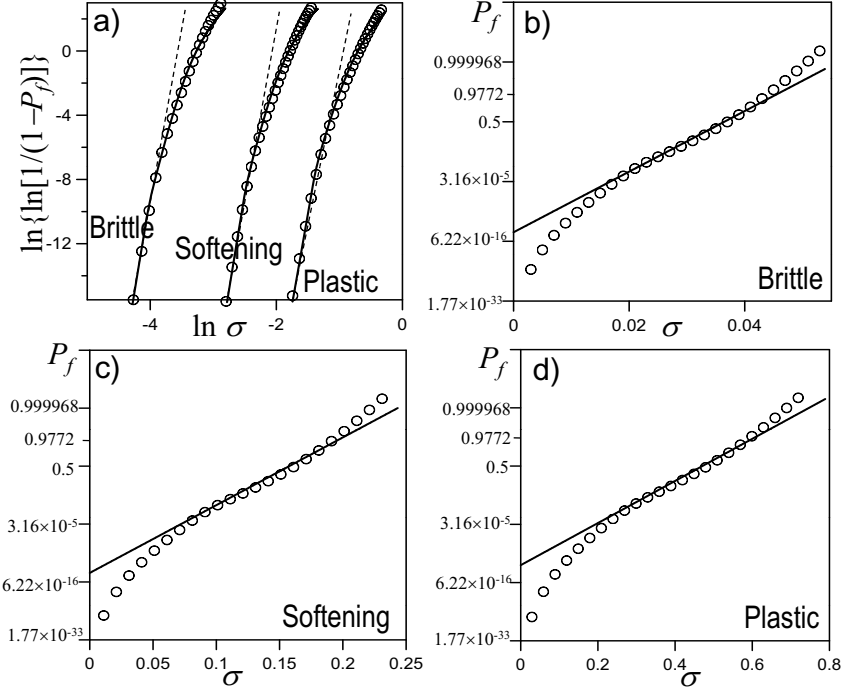 a)
ln{ln[1/(1−P_f)]}
0
-4
-8
-12
Brittle
Softening
Plastic
-4
-2
0
ln σ
b)
P_f
0.999968
0.9772
0.5
3.16×10^-5
6.22×10^-16
1.77×10^-33
Brittle
0
0.02
0.04
σ
c)
P_f
0.999968
0.9772
0.5
3.16×10^-5
6.22×10^-16
1.77×10^-33
Softening
0
0.05
0.1
0.15
0.2
0.25
σ
d)
P_f
0.999968
0.9772
0.5
3.16×10^-5
6.22×10^-16
1.77×10^-33
Plastic
0
0.2
0.4
0.6
0.8
σ